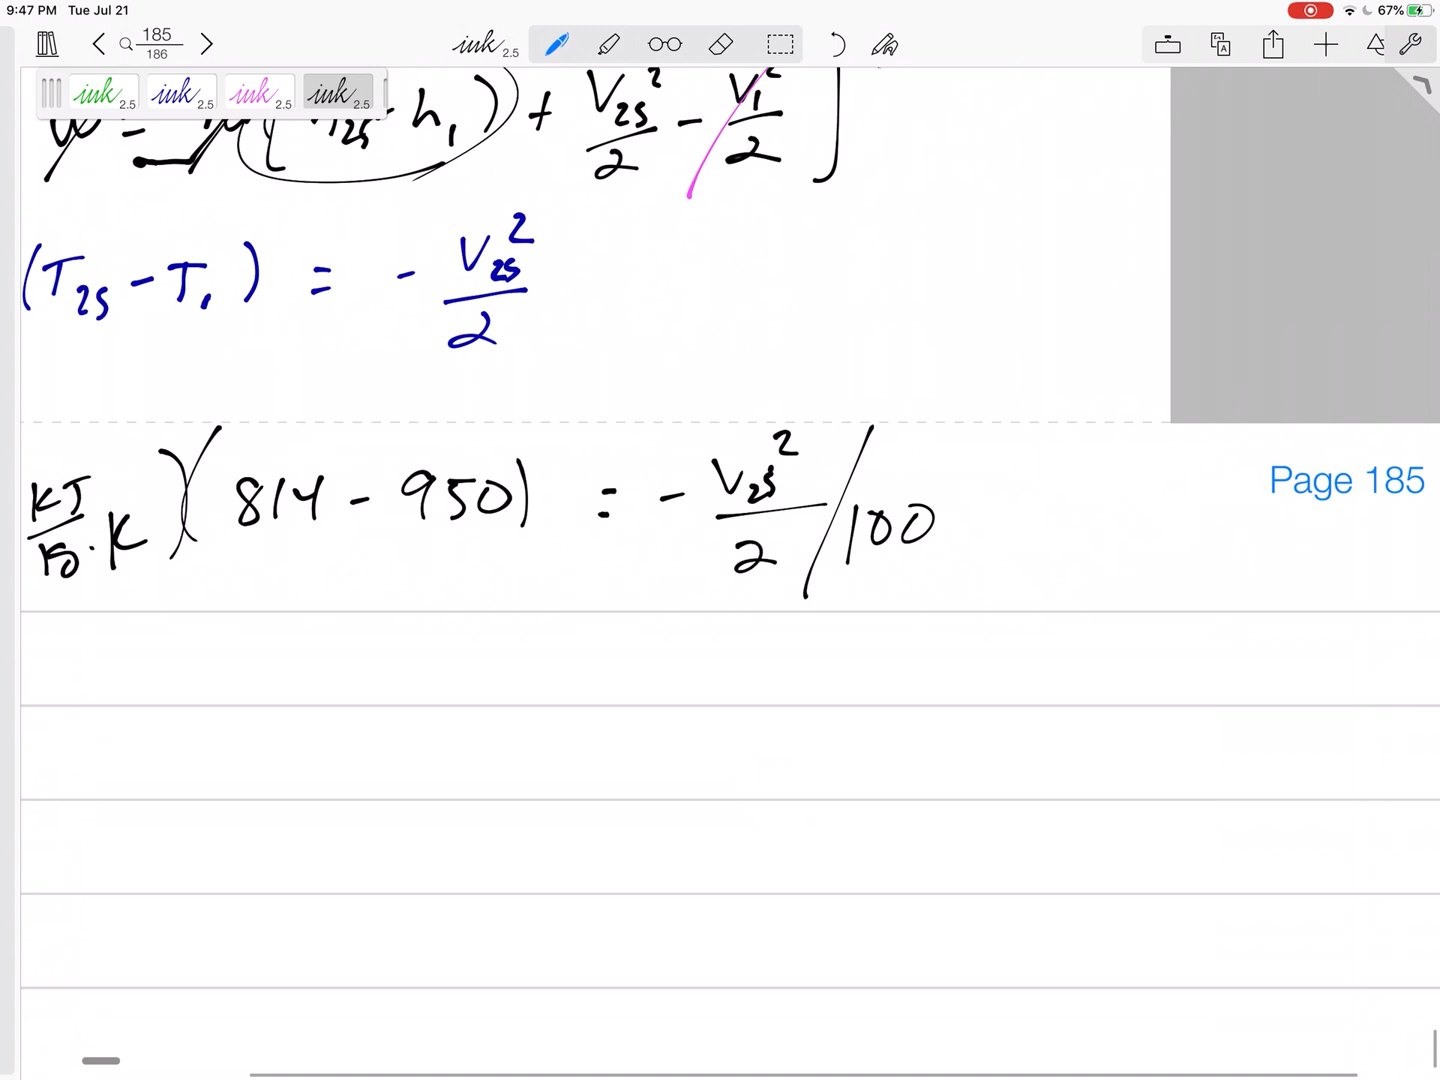 9:47 PM Tue Jul 21 67%
185
186
ink 2.5
ink 2.5 ink 2.5 ink 2.5 ink 2.5
- h₁) + V₂ₛ²/2 - V₁²/2 ]
(T₂ₛ - T₁) = - V₂ₛ²/2
kJ/kg·K)(814 - 950) = - V₂ₛ²/2 /100
Page 185